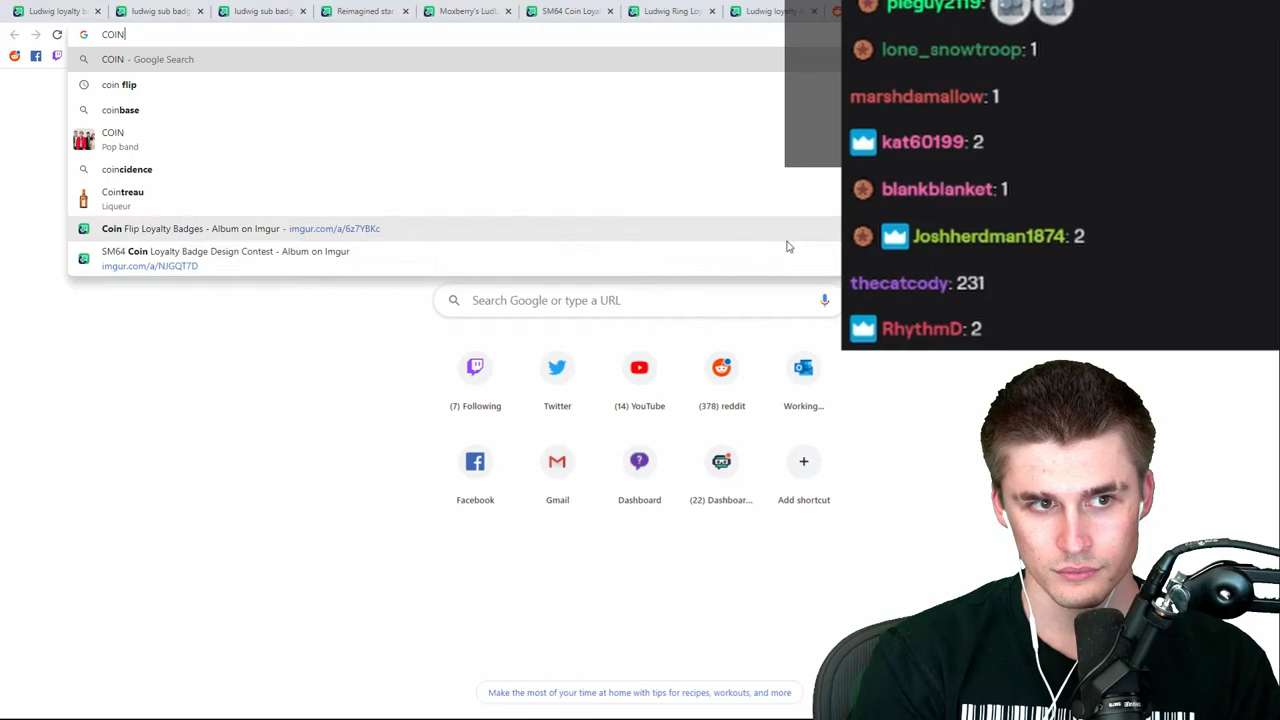 Ludwig loyalty b
ludwig sub badg
ludwig sub badg
Reimagined star
Moxberry's Lud
SM64 Coin Loya
Ludwig Ring Loy
Ludwig loyalty b
COIN
COIN - Google Search
coin flip
coinbase
COIN
Pop band
coincidence
Cointreau
Liqueur
Coin Flip Loyalty Badges - Album on Imgur - imgur.com/a/6z7YBKc
SM64 Coin Loyalty Badge Design Contest - Album on Imgur
imgur.com/a/NJGQT7D
Search Google or type a URL
(7) Following
Twitter
(14) YouTube
(378) reddit
Working...
Facebook
Gmail
Dashboard
(22) Dashboar...
Add shortcut
Make the most of your time at home with tips for recipes, workouts, and more
pieguy2119:
lone_snowtroop: 1
marshdamallow: 1
kat60199: 2
blankblanket: 1
Joshherdman1874: 2
thecatcody: 231
RhythmD: 2